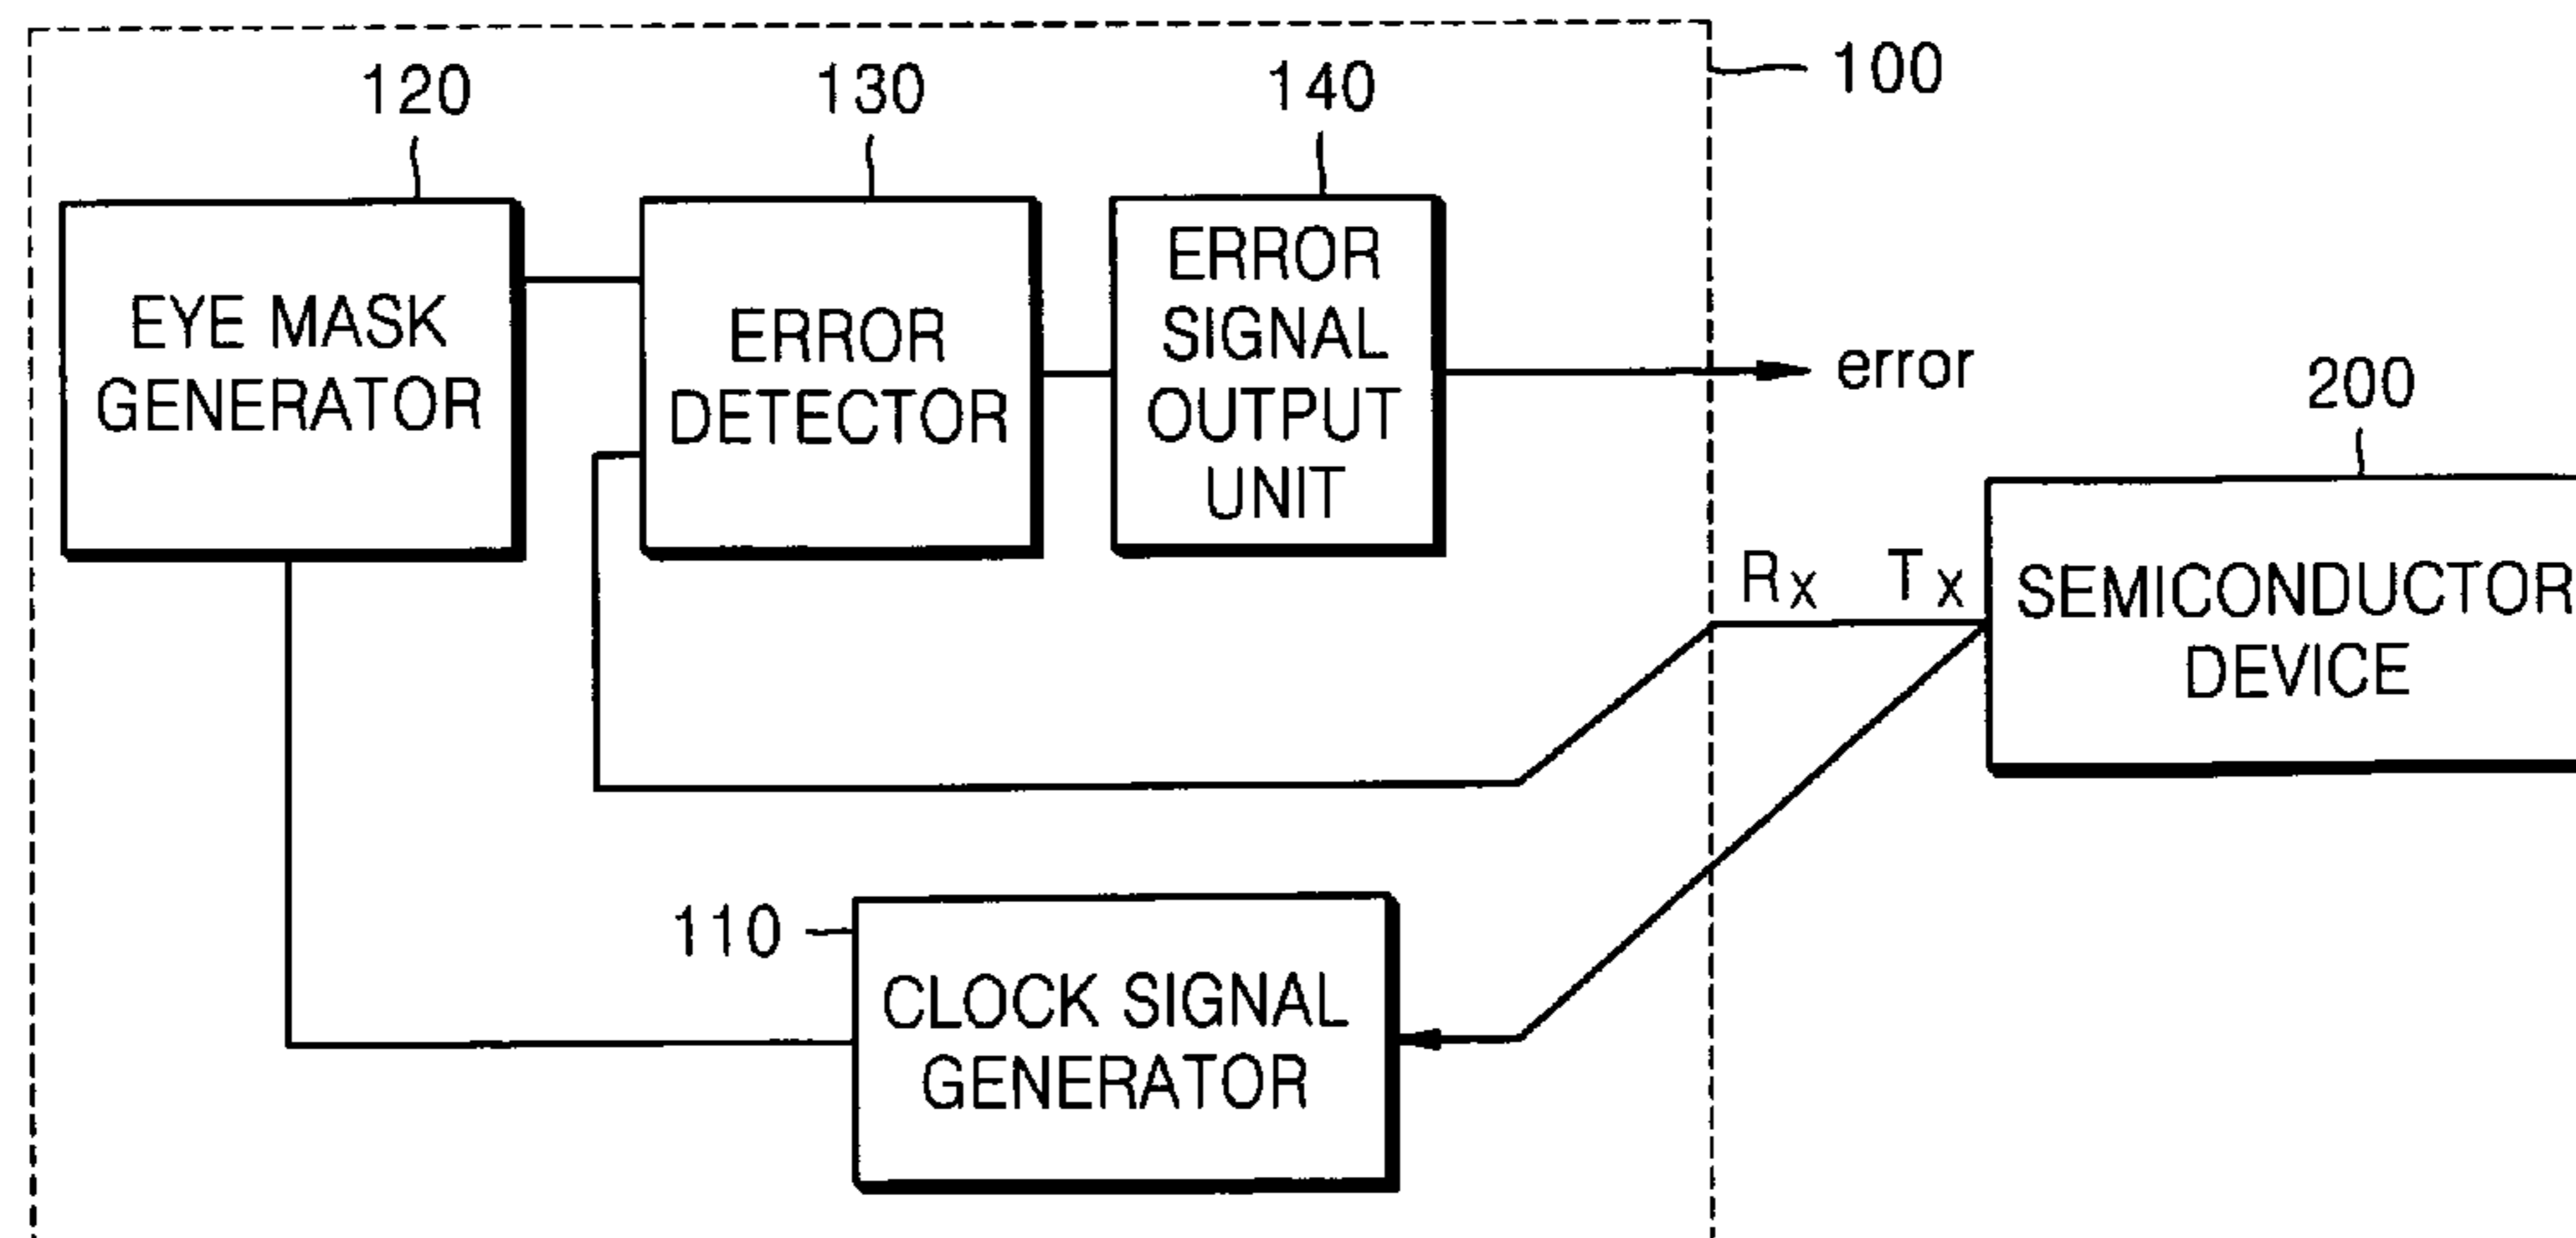 100
120
130
140
EYE MASK
GENERATOR
ERROR
DETECTOR
ERROR
SIGNAL
OUTPUT
UNIT
error
200
Rx
Tx
SEMICONDUCTOR
DEVICE
110
CLOCK SIGNAL
GENERATOR